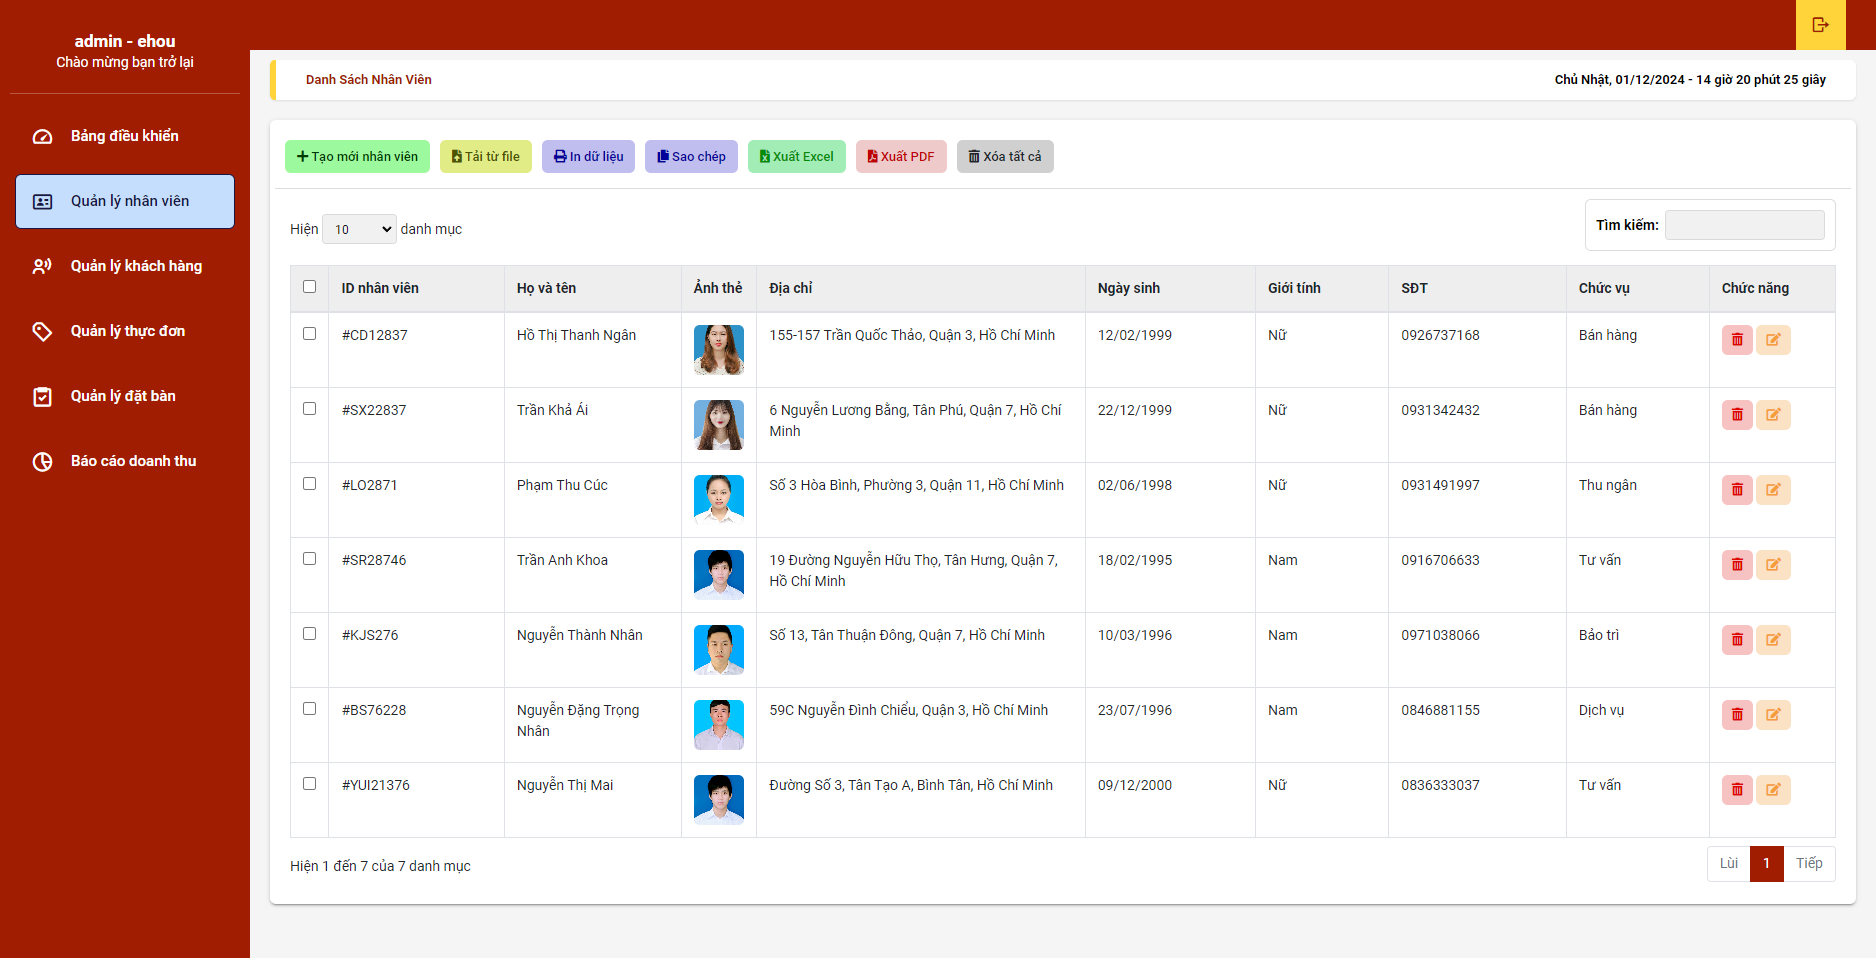 admin - ehou
Chào mừng bạn trở lại
Bảng điều khiển
Quản lý nhân viên
Quản lý khách hàng
Quản lý thực đơn
Quản lý đặt bàn
Báo cáo doanh thu
Danh Sách Nhân Viên
Chủ Nhật, 01/12/2024 - 14 giờ 20 phút 25 giây
Tạo mới nhân viên Tải từ file In dữ liệu Sao chép Xuất Excel Xuất PDF Xóa tất cả
Hiện 10 danh mục
Tìm kiếm:
ID nhân viên Họ và tên Ảnh thẻ Địa chỉ Ngày sinh Giới tính SĐT Chức vụ Chức năng
#CD12837 Hồ Thị Thanh Ngân 155-157 Trần Quốc Thảo, Quận 3, Hồ Chí Minh 12/02/1999 Nữ 0926737168 Bán hàng
#SX22837 Trần Khả Ái 6 Nguyễn Lương Bằng, Tân Phú, Quận 7, Hồ Chí 22/12/1999 Nữ 0931342432 Bán hàng
Minh
#LO2871 Phạm Thu Cúc Số 3 Hòa Bình, Phường 3, Quận 11, Hồ Chí Minh 02/06/1998 Nữ 0931491997 Thu ngân
#SR28746 Trần Anh Khoa 19 Đường Nguyễn Hữu Thọ, Tân Hưng, Quận 7, 18/02/1995 Nam 0916706633 Tư vấn
Hồ Chí Minh
#KJS276 Nguyễn Thành Nhân Số 13, Tân Thuận Đông, Quận 7, Hồ Chí Minh 10/03/1996 Nam 0971038066 Bảo trì
#BS76228 Nguyễn Đặng Trọng 59C Nguyễn Đình Chiểu, Quận 3, Hồ Chí Minh 23/07/1996 Nam 0846881155 Dịch vụ
Nhân
#YUI21376 Nguyễn Thị Mai Đường Số 3, Tân Tạo A, Bình Tân, Hồ Chí Minh 09/12/2000 Nữ 0836333037 Tư vấn
Hiện 1 đến 7 của 7 danh mục
Lùi 1 Tiếp